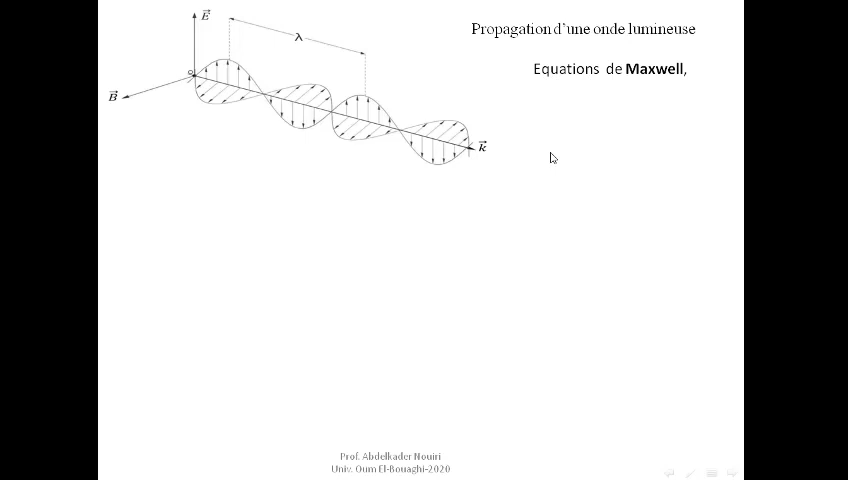 Propagation d'une onde lumineuse
Equations de Maxwell,
E
λ
O
B
k
Prof. Abdelkader Nouiri
Univ. Oum El-Bouaghi-2020